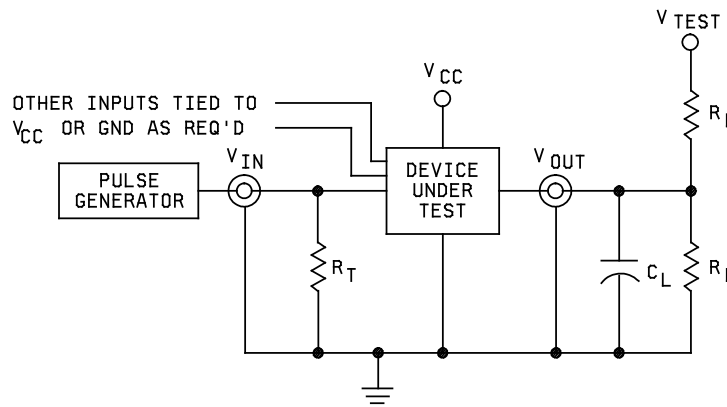 V TEST
V CC
OTHER INPUTS TIED TO
V CC OR GND AS REQ'D
V IN
V OUT
PULSE
GENERATOR
DEVICE
UNDER
TEST
R
R T
C L
R